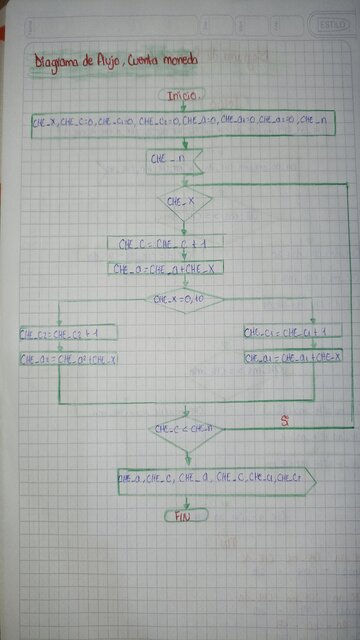 ESTILO
Diagrama de Flujo, Cuenta moneda
Inicio.
CHE_X, CHE_C=0, CHE_C1=0, CHE_C2=0, CHE_a=0, CHE_a1=0, CHE_a2=0, CHE_n
CHE_n
CHE_X
CHE_C = CHE_C + 1
CHE_a = CHE_a + CHE_X
CHE_X = 0,10
CHE_C2 = CHE_C2 + 1
CHE_C1 = CHE_C1 + 1
CHE_a2 = CHE_a2 + CHE_X
CHE_a1 = CHE_a1 + CHE_X
Si
CHE_C < CHE_n
CHE_a, CHE_C, CHE_a, CHE_C, CHE_C1,
FIN